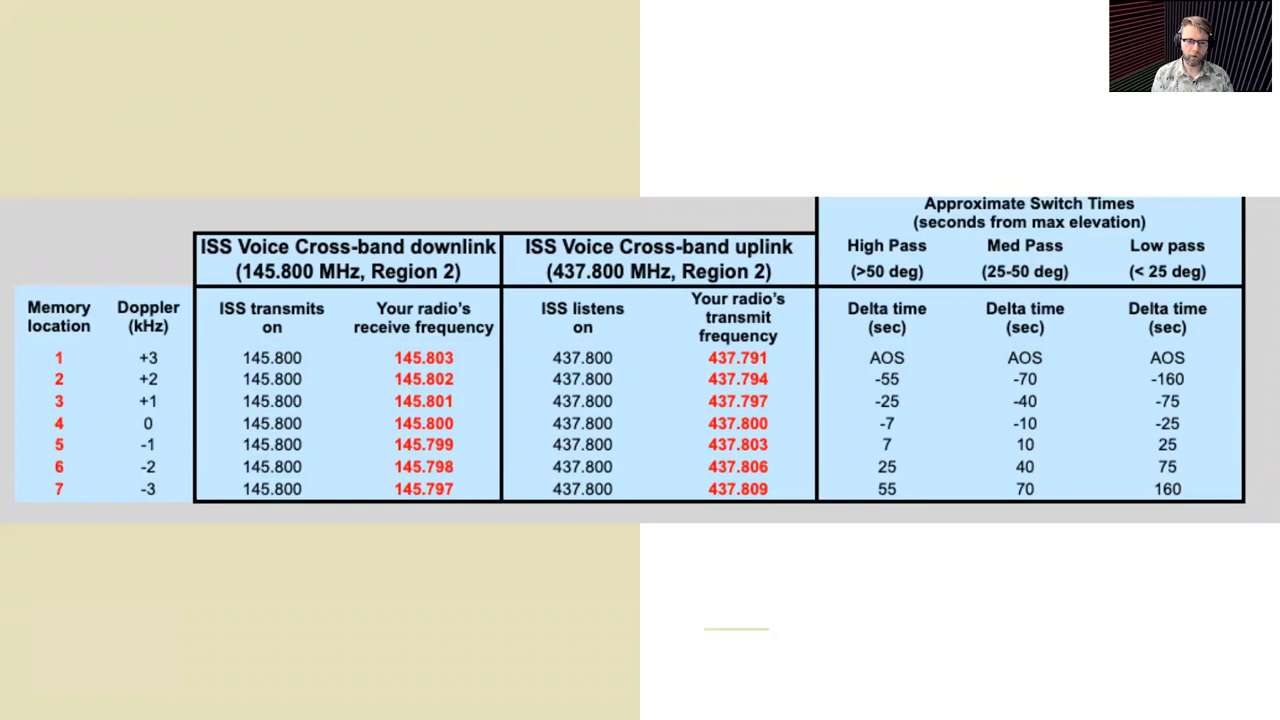 Approximate Switch Times
(seconds from max elevation)
ISS Voice Cross-band downlink
(145.800 MHz, Region 2)
ISS Voice Cross-band uplink
(437.800 MHz, Region 2)
High Pass
(>50 deg)
Med Pass
(25-50 deg)
Low pass
(< 25 deg)
Memory
location
Doppler
(kHz)
ISS transmits
on
Your radio's
receive frequency
ISS listens
on
Your radio's
transmit
frequency
Delta time
(sec)
Delta time
(sec)
Delta time
(sec)
1 +3 145.800 145.803 437.800 437.791 AOS AOS AOS
2 +2 145.800 145.802 437.800 437.794 -55 -70 -160
3 +1 145.800 145.801 437.800 437.797 -25 -40 -75
4 0 145.800 145.800 437.800 437.800 -7 -10 -25
5 -1 145.800 145.799 437.800 437.803 7 10 25
6 -2 145.800 145.798 437.800 437.806 25 40 75
7 -3 145.800 145.797 437.800 437.809 55 70 160